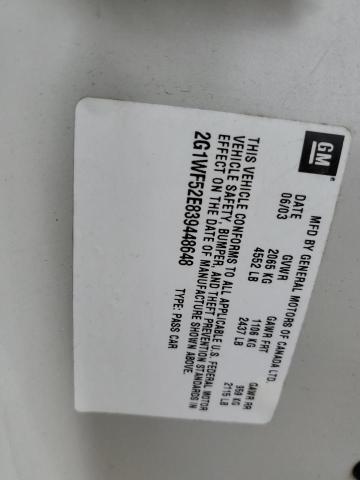 GM
MFD BY GENERAL MOTORS OF CANADA LTD.
DATE GVWR GAWR FRT GAWR RR
06/03 2065 KG 1106 KG 959 KG
4552 LB 2437 LB 2115 LB
THIS VEHICLE CONFORMS TO ALL APPLICABLE U.S. FEDERAL MOTOR
VEHICLE SAFETY, BUMPER, AND THEFT PREVENTION STANDARDS IN
EFFECT ON THE DATE OF MANUFACTURE SHOWN ABOVE.
2G1WF52E839448648 TYPE: PASS CAR